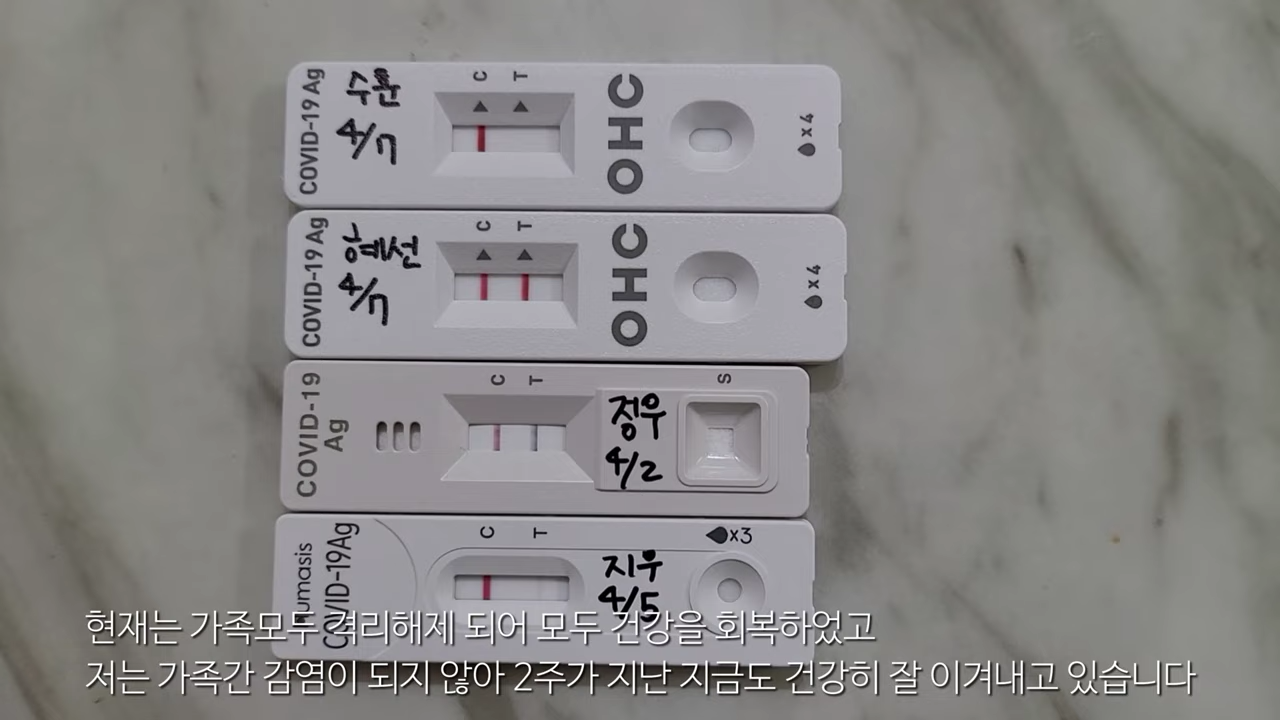 COVID-19 Ag
수훈
4/7
C
T
OHC
x4
COVID-19 Ag
혜선
4/7
C
T
OHC
x4
COVID-19
Ag
C
T
정우
4/2
S
Humasis
COVID-19Ag
C
T
지우
4/5
x3
현재는 가족모두 격리해제 되어 모두 건강을 회복하었고
저는 가족간 감염이 되지 않아 2주가 지난 지금도 건강히 잘 이겨내고 있습니다